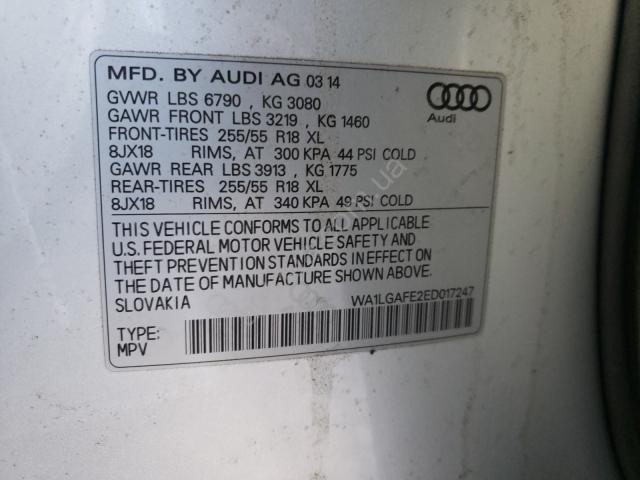 MFD. BY AUDI AG 03 14
GVWR LBS 6790 , KG 3080
GAWR FRONT LBS 3219 , KG 1460
FRONT-TIRES 255/55 R18 XL
8JX18 RIMS, AT 300 KPA 44 PSI COLD
GAWR REAR LBS 3913 , KG 1775
REAR-TIRES 255/55 R18 XL
8JX18 RIMS, AT 340 KPA 49 PSI COLD
Audi
THIS VEHICLE CONFORMS TO ALL APPLICABLE
U.S. FEDERAL MOTOR VEHICLE SAFETY AND
THEFT PREVENTION STANDARDS IN EFFECT ON
THE DATE OF MANUFACTURE SHOWN ABOVE.
SLOVAKIA
WA1LGAFE2ED017247
TYPE:
MPV